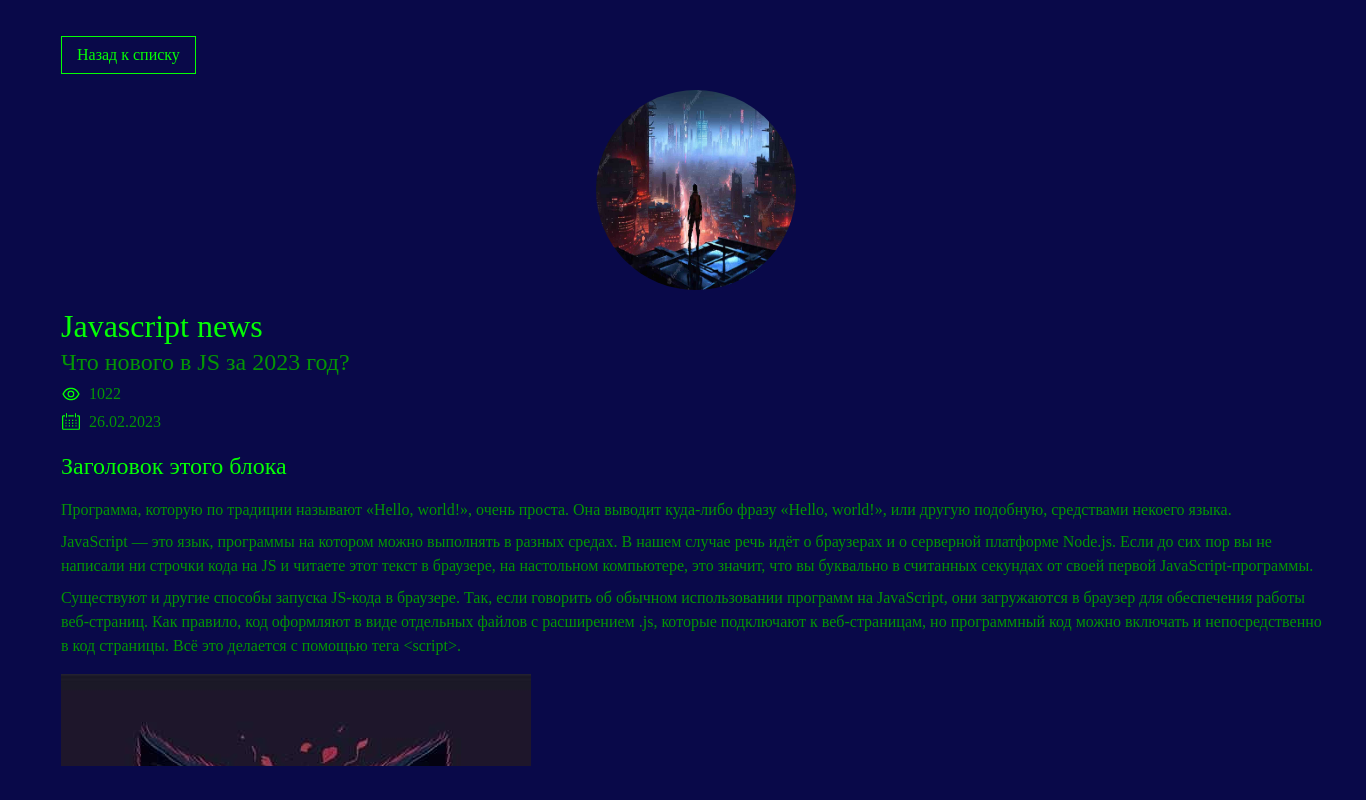 Назад к списку
Javascript news
Что нового в JS за 2023 год?
1022
26.02.2023
Заголовок этого блока
Программа, которую по традиции называют «Hello, world!», очень проста. Она выводит куда-либо фразу «Hello, world!», или другую подобную, средствами некоего языка.
JavaScript — это язык, программы на котором можно выполнять в разных средах. В нашем случае речь идёт о браузерах и о серверной платформе Node.js. Если до сих пор вы не
написали ни строчки кода на JS и читаете этот текст в браузере, на настольном компьютере, это значит, что вы буквально в считанных секундах от своей первой JavaScript-программы.
Существуют и другие способы запуска JS-кода в браузере. Так, если говорить об обычном использовании программ на JavaScript, они загружаются в браузер для обеспечения работы
веб-страниц. Как правило, код оформляют в виде отдельных файлов с расширением .js, которые подключают к веб-страницам, но программный код можно включать и непосредственно
в код страницы. Всё это делается с помощью тега <script>.